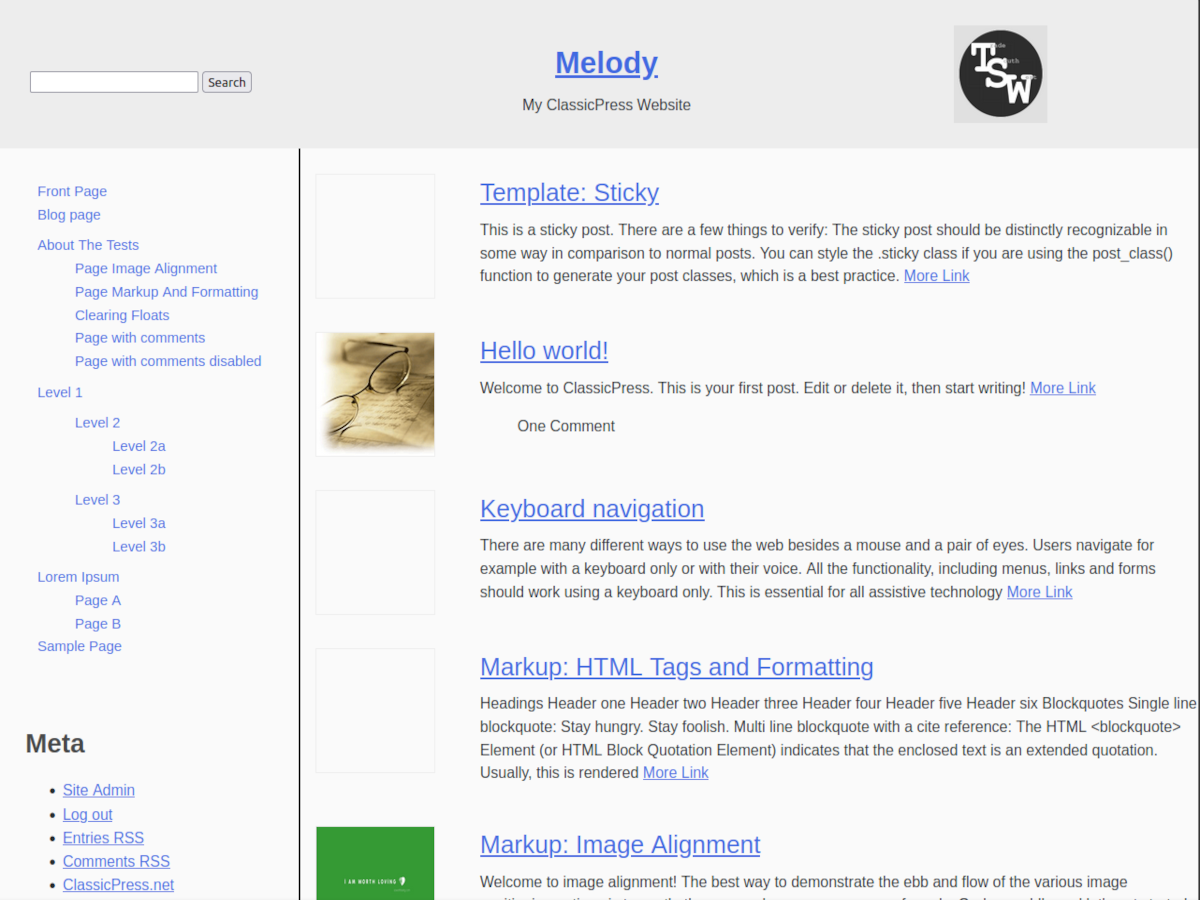 Search
Melody
My ClassicPress Website
TSW
Front Page
Blog page
About The Tests
Page Image Alignment
Page Markup And Formatting
Clearing Floats
Page with comments
Page with comments disabled
Level 1
Level 2
Level 2a
Level 2b
Level 3
Level 3a
Level 3b
Lorem Ipsum
Page A
Page B
Sample Page
Meta
Site Admin
Log out
Entries RSS
Comments RSS
ClassicPress.net
Template: Sticky
This is a sticky post. There are a few things to verify: The sticky post should be distinctly recognizable in
some way in comparison to normal posts. You can style the .sticky class if you are using the post_class()
function to generate your post classes, which is a best practice. More Link
Hello world!
Welcome to ClassicPress. This is your first post. Edit or delete it, then start writing! More Link
One Comment
Keyboard navigation
There are many different ways to use the web besides a mouse and a pair of eyes. Users navigate for
example with a keyboard only or with their voice. All the functionality, including menus, links and forms
should work using a keyboard only. This is essential for all assistive technology More Link
Markup: HTML Tags and Formatting
Headings Header one Header two Header three Header four Header five Header six Blockquotes Single line
blockquote: Stay hungry. Stay foolish. Multi line blockquote with a cite reference: The HTML <blockquote>
Element (or HTML Block Quotation Element) indicates that the enclosed text is an extended quotation.
Usually, this is rendered More Link
I AM WORTH LOVING
Markup: Image Alignment
Welcome to image alignment! The best way to demonstrate the ebb and flow of the various image